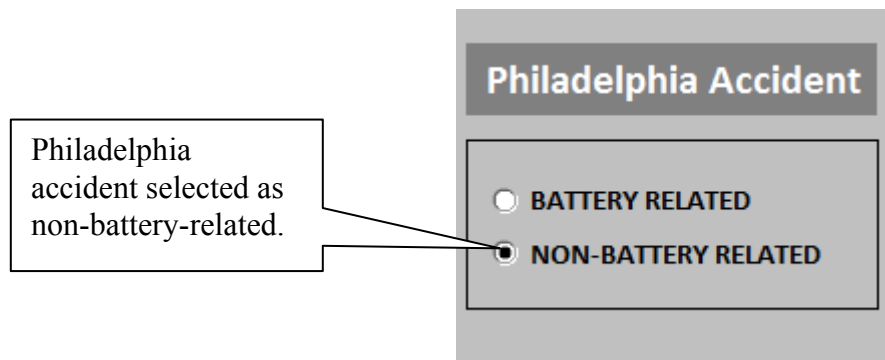 Philadelphia Accident
Philadelphia
accident selected as
non-battery-related.
BATTERY RELATED
NON-BATTERY RELATED